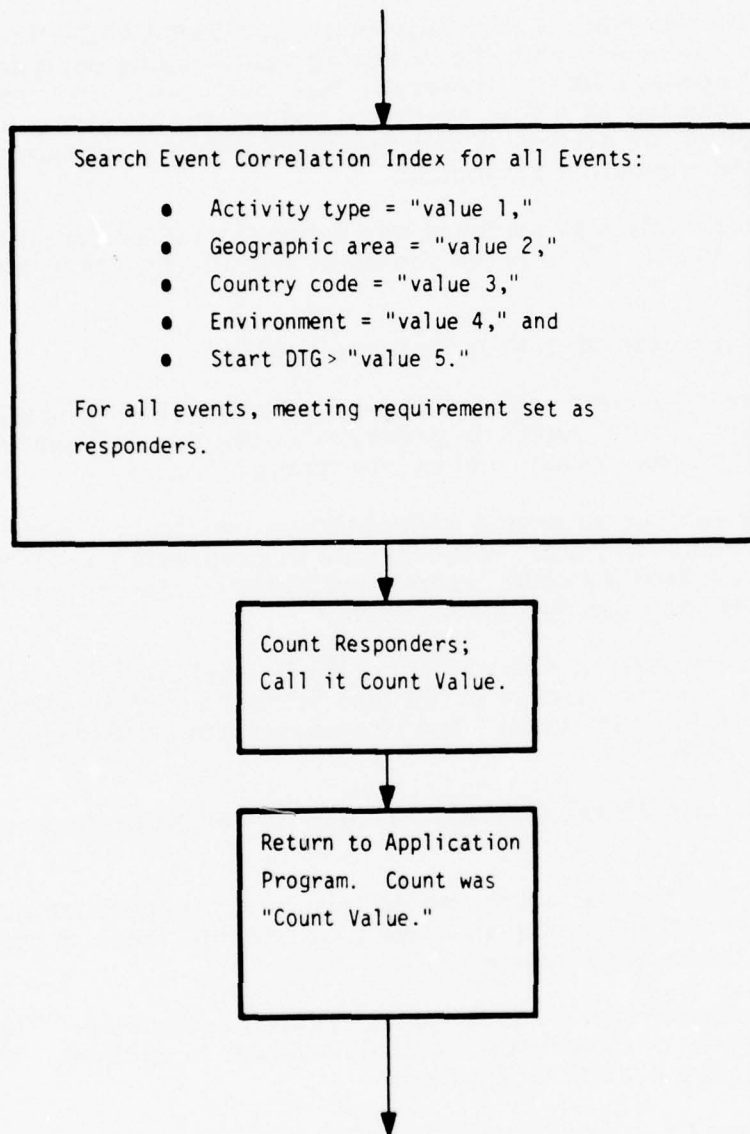 Search Event Correlation Index for all Events:
● Activity type = "value 1,"
● Geographic area = "value 2,"
● Country code = "value 3,"
● Environment = "value 4," and
● Start DTG > "value 5."
For all events, meeting requirement set as
responders.
Count Responders;
Call it Count Value.
Return to Application
Program. Count was
"Count Value."